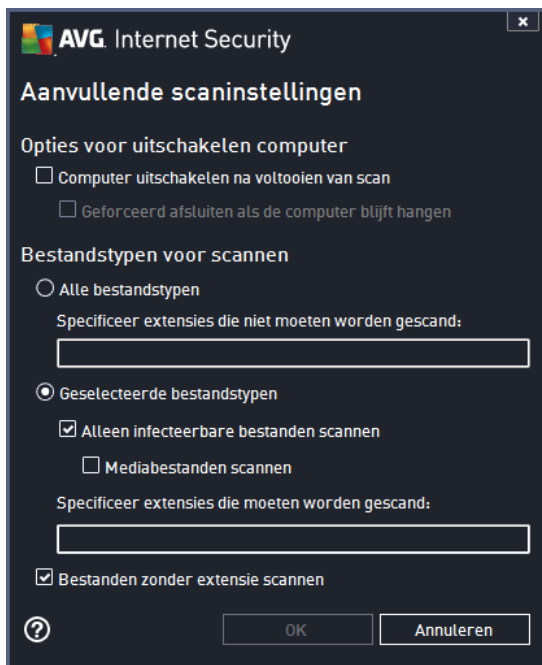 AVG. Internet Security
Aanvullende scaninstellingen
Opties voor uitschakelen computer
Computer uitschakelen na voltooien van scan
Geforceerd afsluiten als de computer blijft hangen
Bestandstypen voor scannen
Alle bestandstypen
Specificeer extensies die niet moeten worden gescand:
Geselecteerde bestandstypen
Alleen infecteerbare bestanden scannen
Mediabestanden scannen
Specificeer extensies die moeten worden gescand:
Bestanden zonder extensie scannen
OK
Annuleren